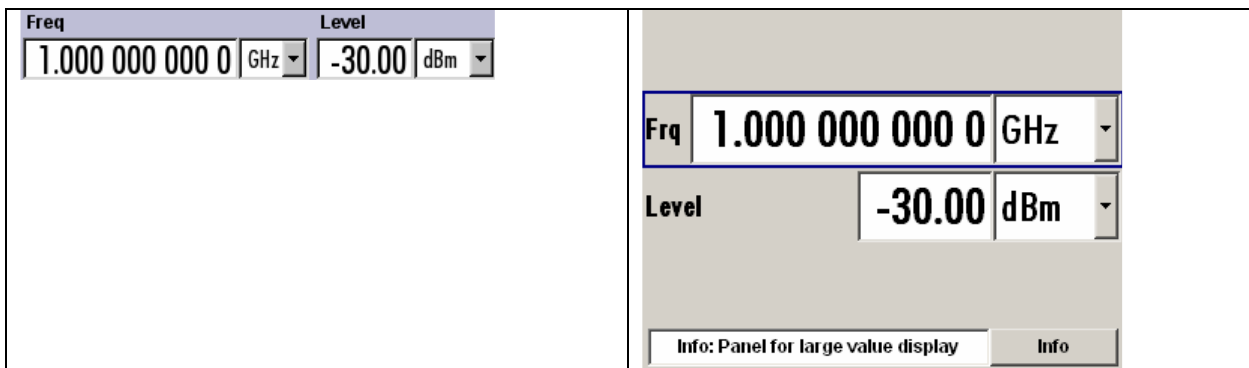 Freq Level
1.000 000 000 0 GHz -30.00 dBm
Frq 1.000 000 000 0 GHz
Level -30.00 dBm
Info: Panel for large value display Info